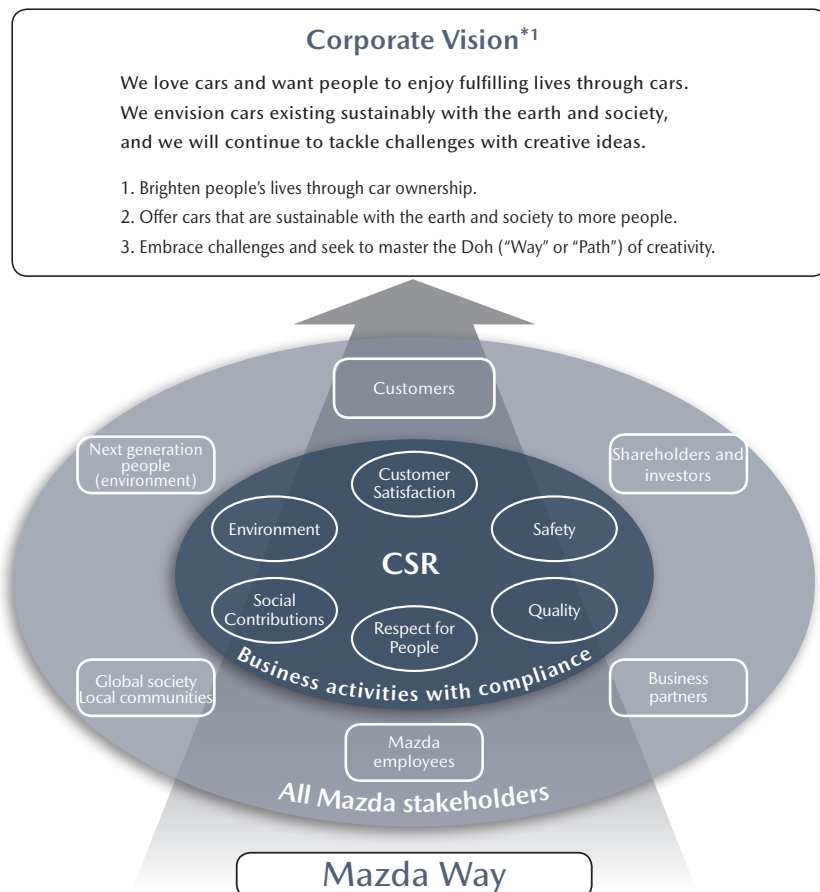 Corporate Vision*1
We love cars and want people to enjoy fulfilling lives through cars.
We envision cars existing sustainably with the earth and society,
and we will continue to tackle challenges with creative ideas.
1. Brighten people’s lives through car ownership.
2. Offer cars that are sustainable with the earth and society to more people.
3. Embrace challenges and seek to master the Doh (“Way” or “Path”) of creativity.
Customers
Next generation
people
(environment)
Shareholders and
investors
Customer
Satisfaction
Environment
Safety
CSR
Social
Contributions
Quality
Respect for
People
Business activities with compliance
Global society
Local communities
Business
partners
Mazda
employees
All Mazda stakeholders
Mazda Way